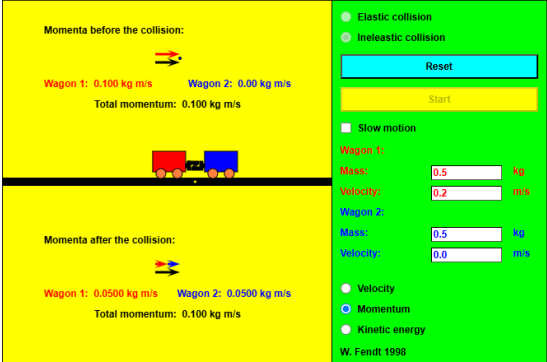 Momenta before the collision:
Wagon 1: 0.100 kg m/s Wagon 2: 0.00 kg m/s
Total momentum: 0.100 kg m/s
Momenta after the collision:
Wagon 1: 0.0500 kg m/s Wagon 2: 0.0500 kg m/s
Total momentum: 0.100 kg m/s
Elastic collision
Ineleastic collision
Reset
Start
Slow motion
Wagon 1:
Mass: 0.5 kg
Velocity: 0.2 m/s
Wagon 2:
Mass: 0.5 kg
Velocity: 0.0 m/s
Velocity
Momentum
Kinetic energy
W. Fendt 1998